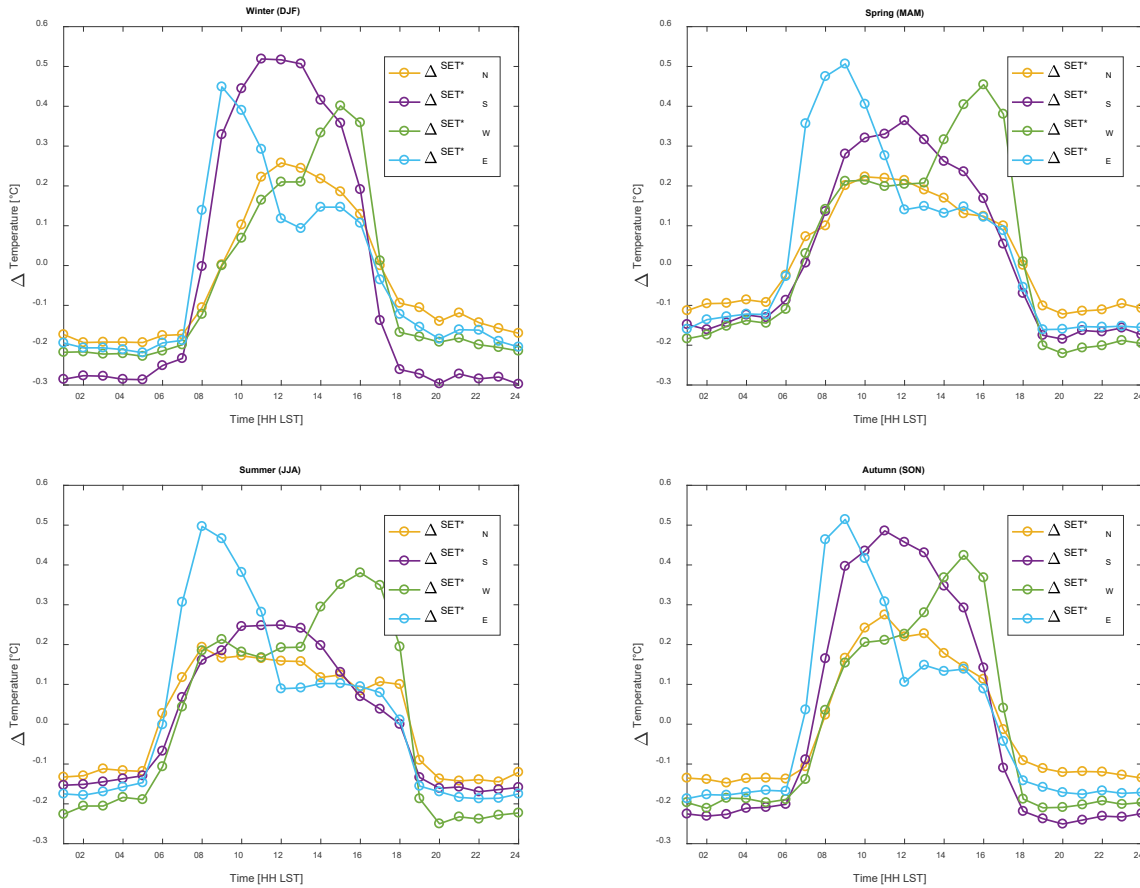 Winter (DJF)
0.6
0.5
0.4
0.3
0.2
0.1
0.0
-0.1
-0.2
-0.3
Δ Temperature [°C]
02 04 06 08 10 12 14 16 18 20 22 24
Time [HH LST]
Δ SET* N
Δ SET* S
Δ SET* W
Δ SET* E
Spring (MAM)
0.6
0.5
0.4
0.3
0.2
0.1
0.0
-0.1
-0.2
-0.3
Δ Temperature [°C]
02 04 06 08 10 12 14 16 18 20 22 24
Time [HH LST]
Δ SET* N
Δ SET* S
Δ SET* W
Δ SET* E
Summer (JJA)
0.6
0.5
0.4
0.3
0.2
0.1
0.0
-0.1
-0.2
-0.3
Δ Temperature [°C]
02 04 06 08 10 12 14 16 18 20 22 24
Time [HH LST]
Δ SET* N
Δ SET* S
Δ SET* W
Δ SET* E
Autumn (SON)
0.6
0.5
0.4
0.3
0.2
0.1
0.0
-0.1
-0.2
-0.3
Δ Temperature [°C]
02 04 06 08 10 12 14 16 18 20 22 24
Time [HH LST]
Δ SET* N
Δ SET* S
Δ SET* W
Δ SET* E